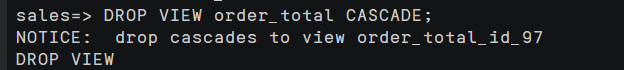 sales=> DROP VIEW order_total CASCADE;
NOTICE:  drop cascades to view order_total_id_97
DROP VIEW